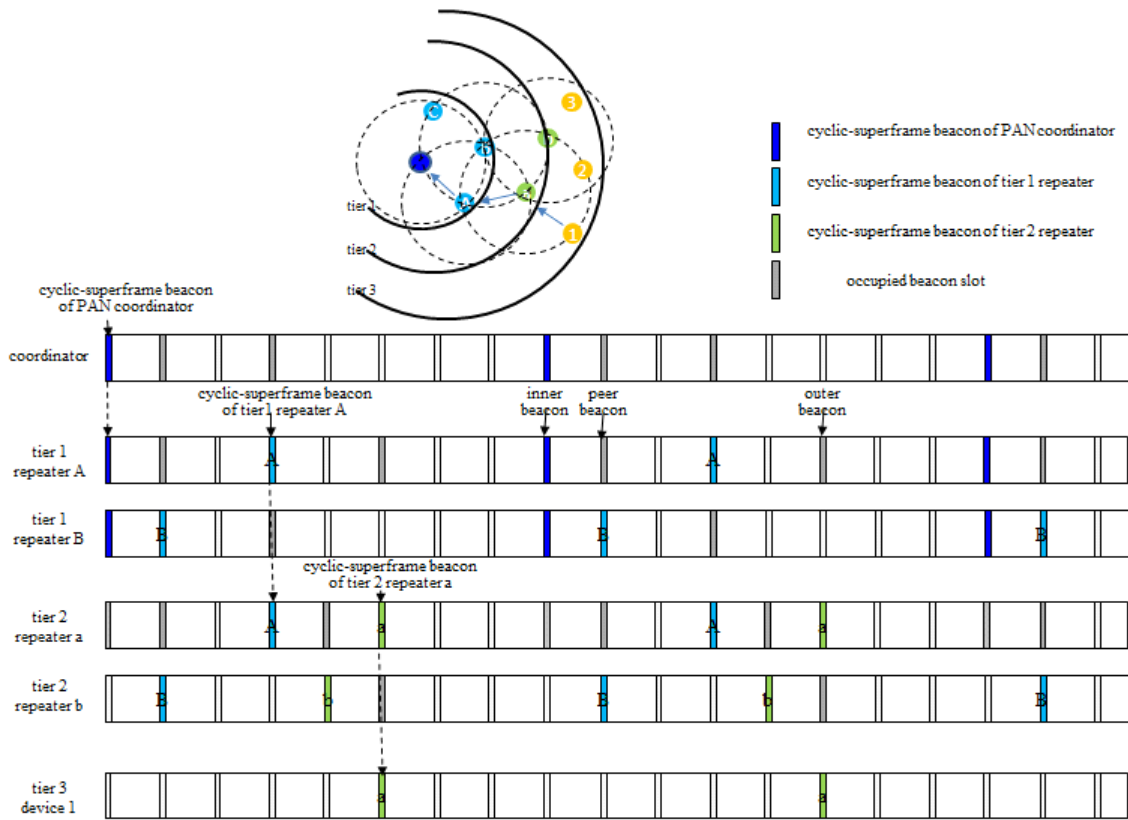 C
3
2
1
A
tier 1
tier 2
tier 3
cyclic-superframe beacon of PAN coordinator
cyclic-superframe beacon of tier 1 repeater
cyclic-superframe beacon of tier 2 repeater
occupied beacon slot
cyclic-superframe beacon
of PAN coordinator
coordinator
cyclic-superframe beacon
of tier1 repeater A
inner
beacon
peer
beacon
outer
beacon
tier 1
repeater A
A
A
tier 1
repeater B
B
B
B
cyclic-superframe beacon
of tier 2 repeater a
tier 2
repeater a
A
a
A
a
tier 2
repeater b
B
b
B
b
B
tier 3
device 1
a
a